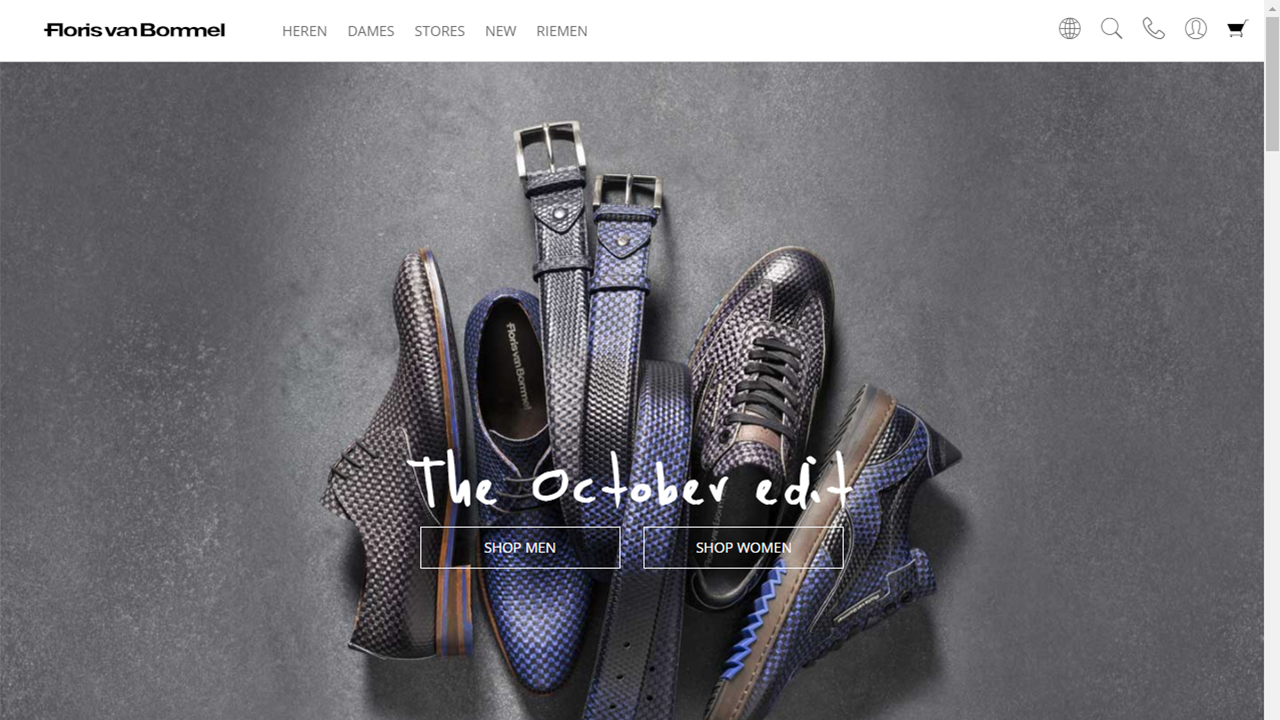 Floris van Bommel
HEREN
DAMES
STORES
NEW
RIEMEN
Floris van Bommel
The October edit
SHOP MEN
SHOP WOMEN